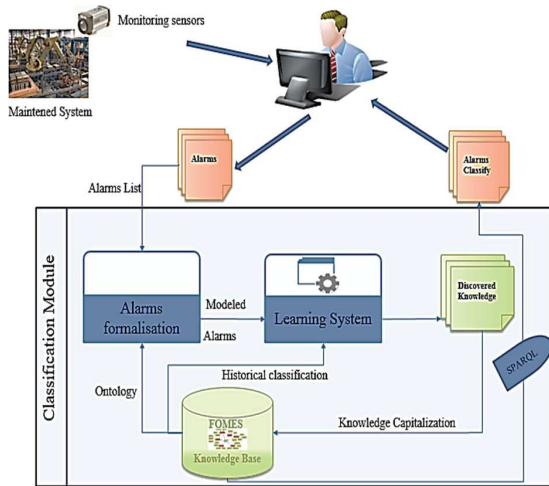 Monitoring sensors
Maintened System
Alarms
Alarms
Classify
Alarms List
Classification Module
Alarms
formalisation
Modeled
Alarms
Learning System
Discovered
Knowledge
SPARQL
Ontology
Historical classification
FOMES
Knowledge Base
Knowledge Capitalization